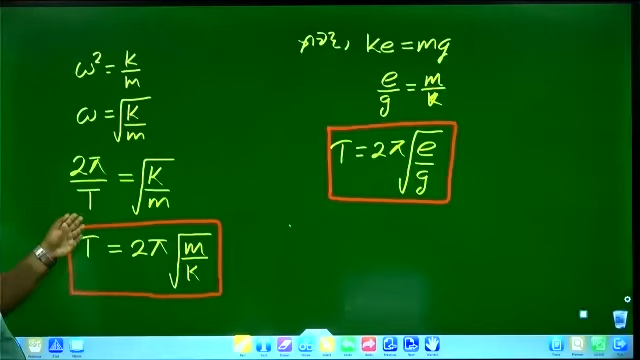 ω² = k/m
ω = √(k/m)
2π/T = √(k/m)
T = 2π √(m/k)
ke = mg
e/g = m/k
T = 2π √(e/g)